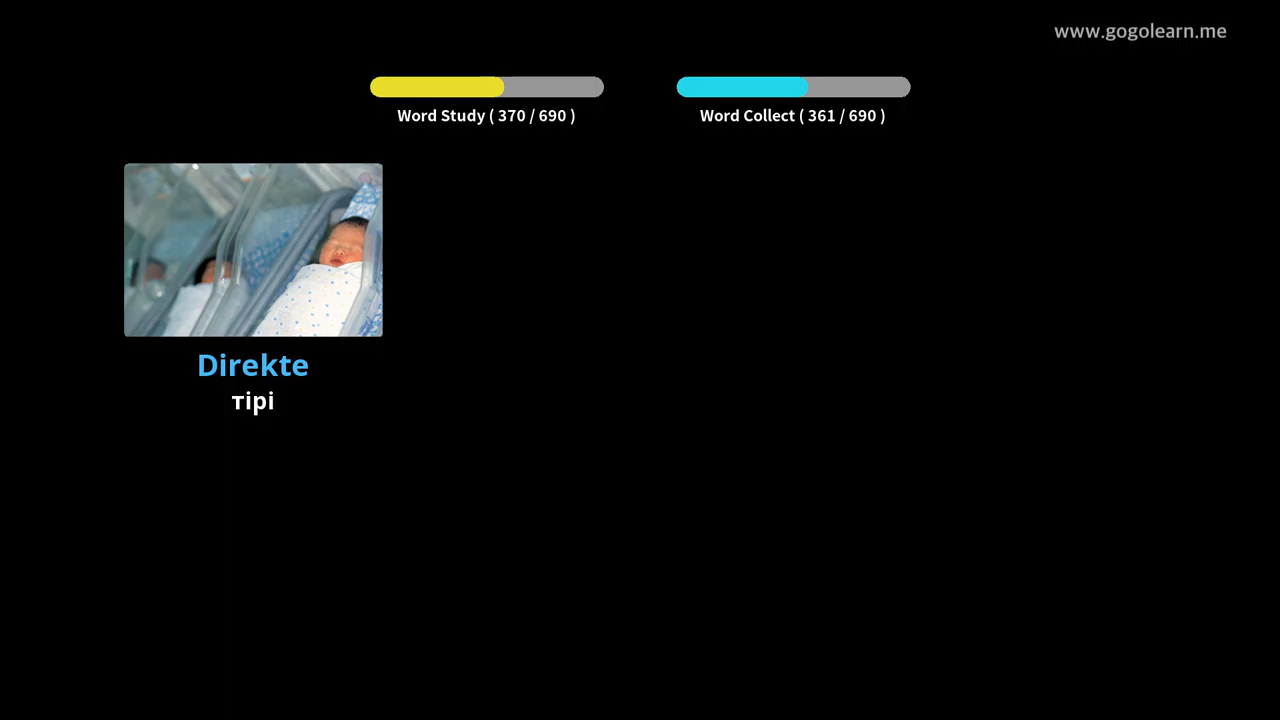 www.gogolearn.me
Word Study ( 370 / 690 )
Word Collect ( 361 / 690 )
Direkte
тірі